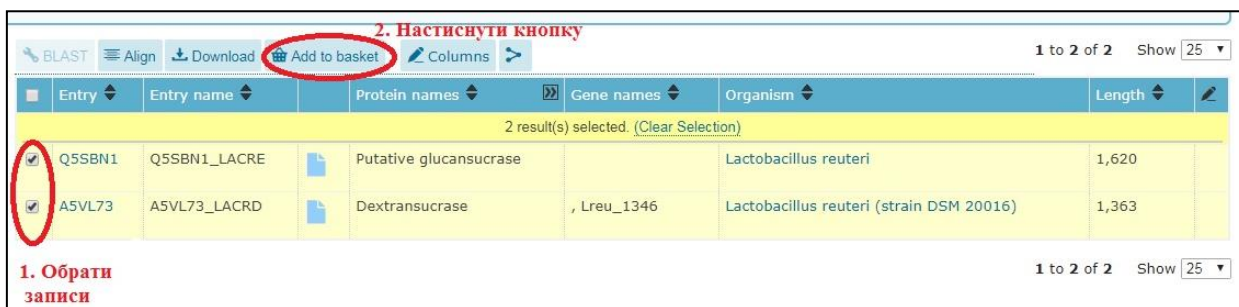 2. Настиснути кнопку
BLAST Align Download Add to basket Columns 1 to 2 of 2 Show 25
Entry Entry name Protein names Gene names Organism Length
2 result(s) selected. (Clear Selection)
Q5SBN1 Q5SBN1_LACRE Putative glucansucrase Lactobacillus reuteri 1,620
A5VL73 A5VL73_LACRD Dextransucrase , Lreu_1346 Lactobacillus reuteri (strain DSM 20016) 1,363
1. Обрати
записи
1 to 2 of 2 Show 25